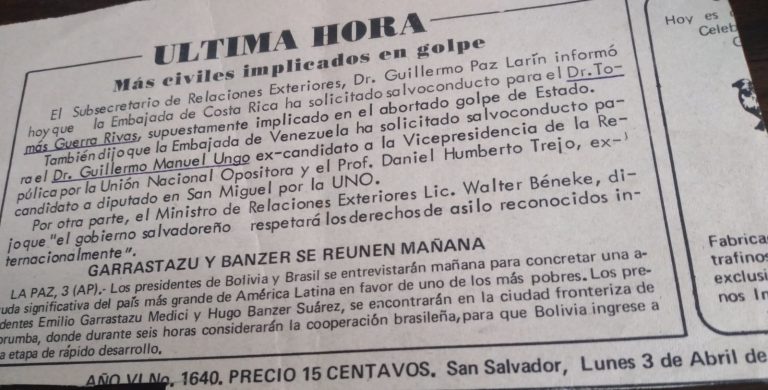 ULTIMA HORA
Más civiles implicados en golpe
El Subsecretario de Relaciones Exteriores, Dr. Guillermo Paz Larín informó
hoy que la Embajada de Costa Rica ha solicitado salvoconducto para el Dr. To-
más Guerra Rivas, supuestamente implicado en el abortado golpe de Estado.
También dijo que la Embajada de Venezuela ha solicitado salvoconducto pa-
ra el Dr. Guillermo Manuel Ungo ex-candidato a la Vicepresidencia de la Re-
pública por la Unión Nacional Opositora y el Prof. Daniel Humberto Trejo, ex-
candidato a diputado en San Miguel por la UNO.
Por otra parte, el Ministro de Relaciones Exteriores Lic. Walter Béneke, di-
jo que "el gobierno salvadoreño respetará los derechos de asilo reconocidos in-
ternacionalmente".
GARRASTAZU Y BANZER SE REUNEN MAÑANA
LA PAZ, 3 (AP).- Los presidentes de Bolivia y Brasil se entrevistarán mañana para concretar una a-
uda significativa del país más grande de América Latina en favor de uno de los más pobres. Los pre-
dentes Emilio Garrastazu Medici y Hugo Banzer Suárez, se encontrarán en la ciudad fronteriza de
orumba, donde durante seis horas considerarán la cooperación brasileña, para que Bolivia ingrese a
a etapa de rápido desarrollo.
AÑO VI No. 1640. PRECIO 15 CENTAVOS. San Salvador, Lunes 3 de Abril de
Hoy es
Celeb
Fabrica
trafinos
exclusi
nos In